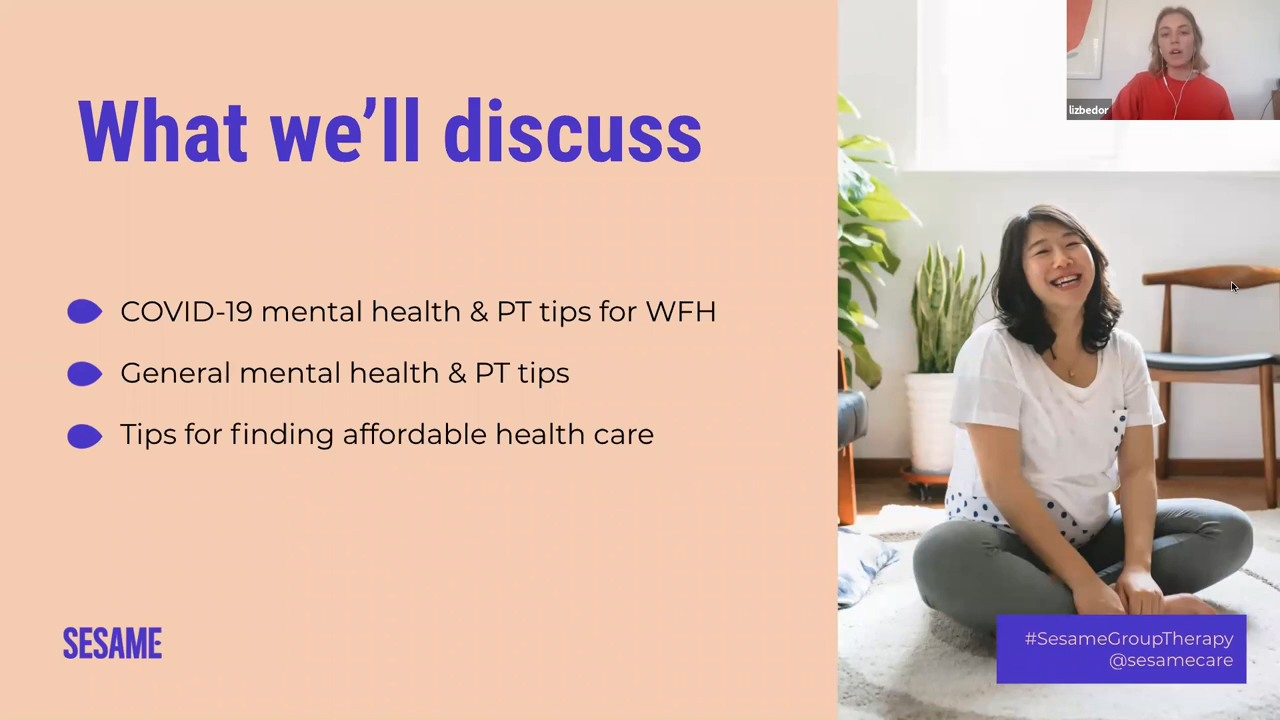 What we’ll discuss
COVID-19 mental health & PT tips for WFH
General mental health & PT tips
Tips for finding affordable health care
SESAME
lizbedor
#SesameGroupTherapy
@sesamecare